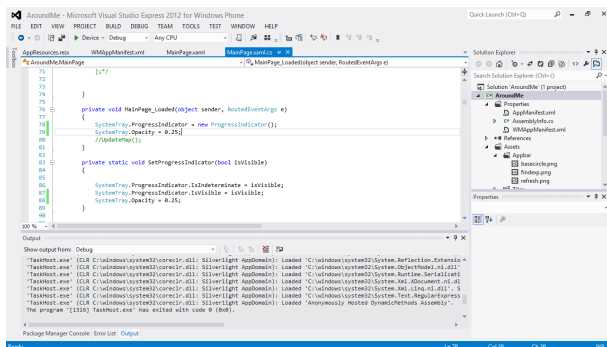 AroundMe - Microsoft Visual Studio Express 2012 for Windows Phone
Quick Launch (Ctrl+Q)
FILE EDIT VIEW PROJECT BUILD DEBUG TEAM TOOLS TEST WINDOW HELP
Device - Debug Any CPU
Toolbox
AppResources.resx WMAppManifest.xml MainPage.xaml MainPage.xaml.cs
AroundMe.MainPage MainPage_Loaded(object sender, RoutedEventArgs e)
71 };*/
72
73
74 }
75
76 private void MainPage_Loaded(object sender, RoutedEventArgs e)
77 {
78 SystemTray.ProgressIndicator = new ProgressIndicator();
79 SystemTray.Opacity = 0.25;
80 //UpdateMap();
81 }
82
83 private static void SetProgressIndicator(bool isVisible)
84 {
85
86 SystemTray.ProgressIndicator.IsIndeterminate = isVisible;
87 SystemTray.ProgressIndicator.IsVisible = isVisible;
88 SystemTray.Opacity = 0.25;
89 }
90
100 %
Solution Explorer
Search Solution Explorer (Ctrl+;)
Solution 'AroundMe' (1 project)
AroundMe
Properties
AppManifest.xml
AssemblyInfo.cs
WMAppManifest.xml
References
Assets
Appbar
basecircle.png
findesp.png
refresh.png
Tiles
Properties
Output
Show output from: Debug
'TaskHost.exe' (CLR C:\windows\system32\coreclr.dll: Silverlight AppDomain): Loaded 'C:\windows\system32\System.Reflection.Extensio
'TaskHost.exe' (CLR C:\windows\system32\coreclr.dll: Silverlight AppDomain): Loaded 'C:\windows\system32\System.ObjectModel.ni.dll'
'TaskHost.exe' (CLR C:\windows\system32\coreclr.dll: Silverlight AppDomain): Loaded 'C:\windows\system32\System.Runtime.Serializati
'TaskHost.exe' (CLR C:\windows\system32\coreclr.dll: Silverlight AppDomain): Loaded 'C:\windows\system32\System.Xml.XDocument.ni.dl
'TaskHost.exe' (CLR C:\windows\system32\coreclr.dll: Silverlight AppDomain): Loaded 'C:\windows\system32\System.Xml.Linq.ni.dll'. S
'TaskHost.exe' (CLR C:\windows\system32\coreclr.dll: Silverlight AppDomain): Loaded 'C:\windows\system32\System.Text.RegularExpress
'TaskHost.exe' (CLR C:\windows\system32\coreclr.dll: Silverlight AppDomain): Loaded 'Anonymously Hosted DynamicMethods Assembly'.
The program '[1316] TaskHost.exe' has exited with code 0 (0x0).
Package Manager Console Error List Output
Ready Ln 79 Col 39 Ch 39 INS